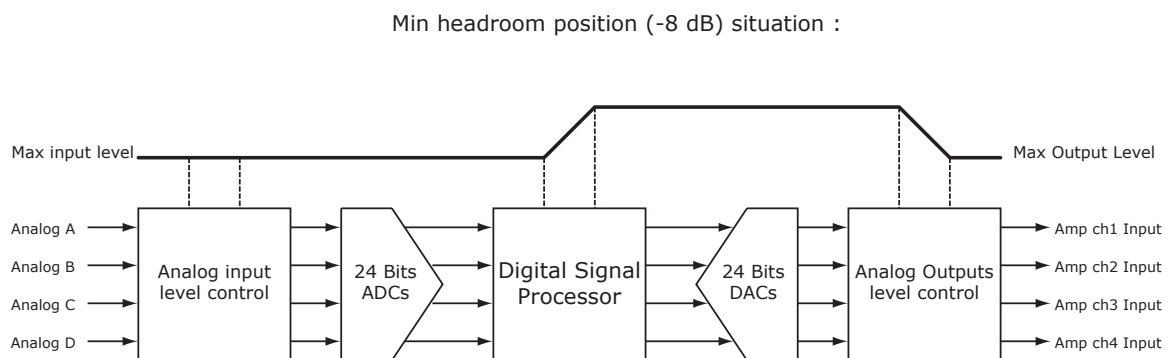 Min headroom position (-8 dB) situation :
Max input level
Max Output Level
Analog A
Analog B
Analog C
Analog D
Analog input
level control
24 Bits
ADCs
Digital Signal
Processor
24 Bits
DACs
Analog Outputs
level control
Amp ch1 Input
Amp ch2 Input
Amp ch3 Input
Amp ch4 Input